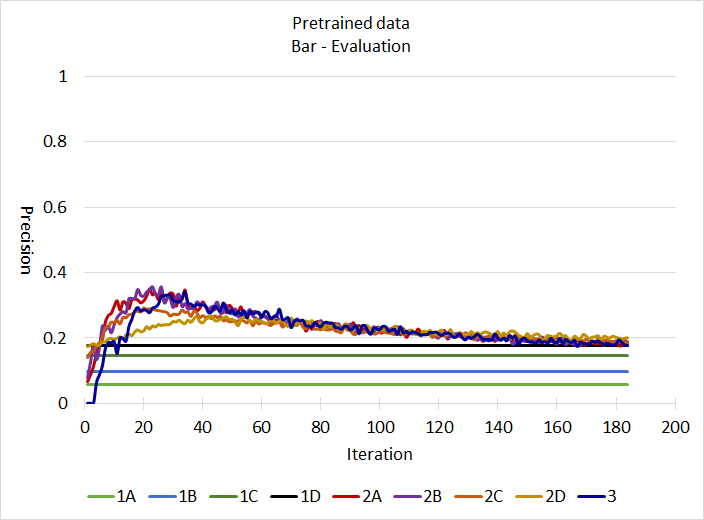 Pretrained data
Bar - Evaluation
1
0.8
0.6
0.4
0.2
0
Precision
0 20 40 60 80 100 120 140 160 180 200
Iteration
1A 1B 1C 1D 2A 2B 2C 2D 3